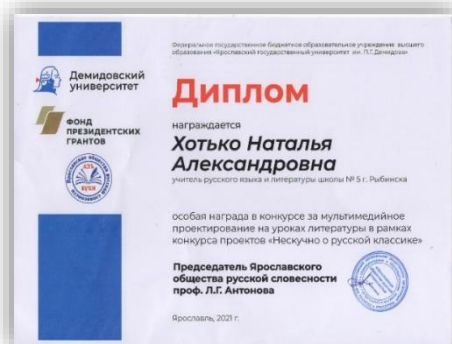 Федеральное государственное бюджетное образовательное учреждение высшего
образования «Ярославский государственный университет им. П.Г. Демидова»
Демидовский
университет
ФОНД
ПРЕЗИДЕНТСКИХ
ГРАНТОВ
Диплом
награждается
Хотько Наталья
Александровна
учитель русского языка и литературы школы № 5 г. Рыбинска
особая награда в конкурсе за мультимедийное
проектирование на уроках литературы в рамках
конкурса проектов «Нескучно о русской классике»
Председатель Ярославского
общества русской словесности
проф. Л.Г. Антонова
Ярославль, 2021 г.